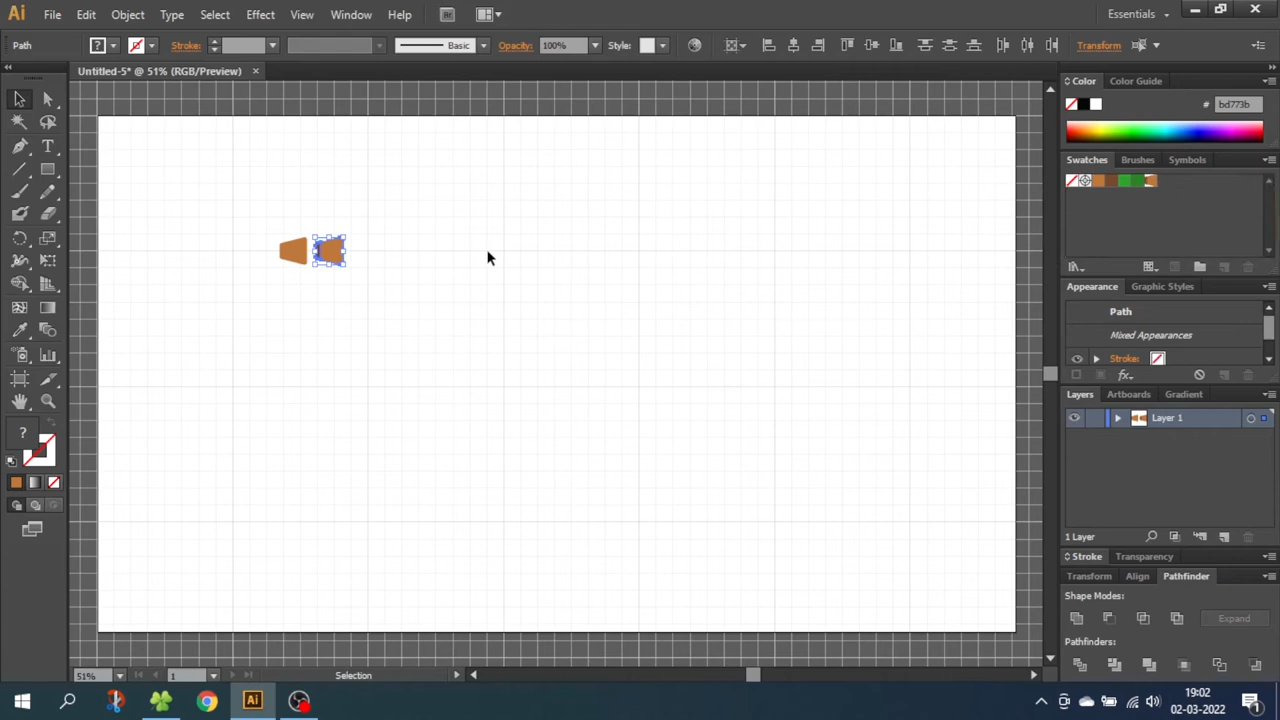 Ai File Edit Object Type Select Effect View Window Help Br Essentials
Path ? Stroke: Basic Opacity: 100% Style: Transform
Untitled-5* @ 51% (RGB/Preview)
Color Color Guide
# bd773b
Swatches Brushes Symbols
Appearance Graphic Styles
Path
Mixed Appearances
Stroke:
fx
Layers Artboards Gradient
Layer 1
?
1 Layer
Stroke Transparency
Transform Align Pathfinder
Shape Modes:
Expand
Pathfinders:
51% 1 Selection
Ai 19:02
02-03-2022
1